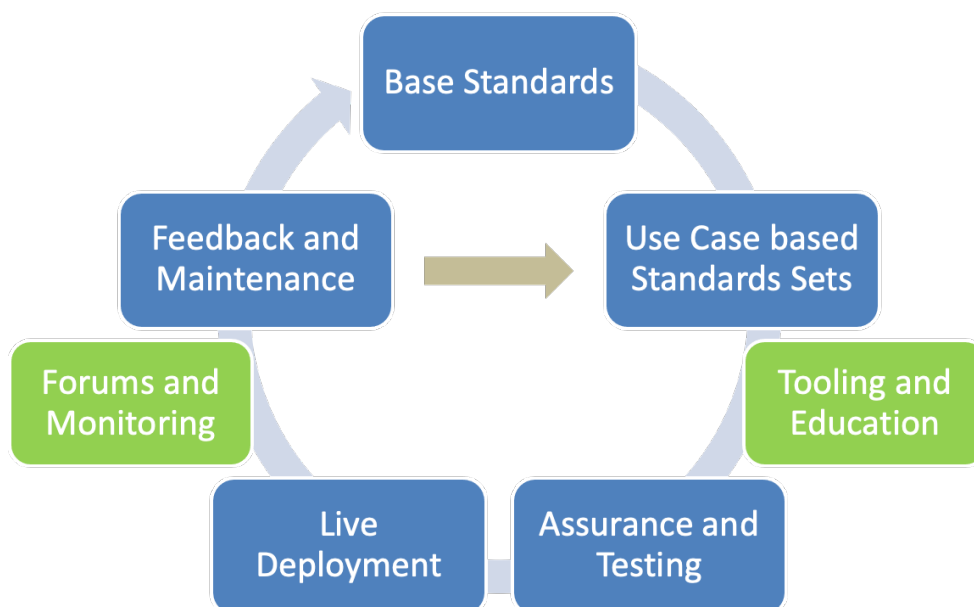 Base Standards
Feedback and
Maintenance
Use Case based
Standards Sets
Forums and
Monitoring
Tooling and
Education
Live
Deployment
Assurance and
Testing